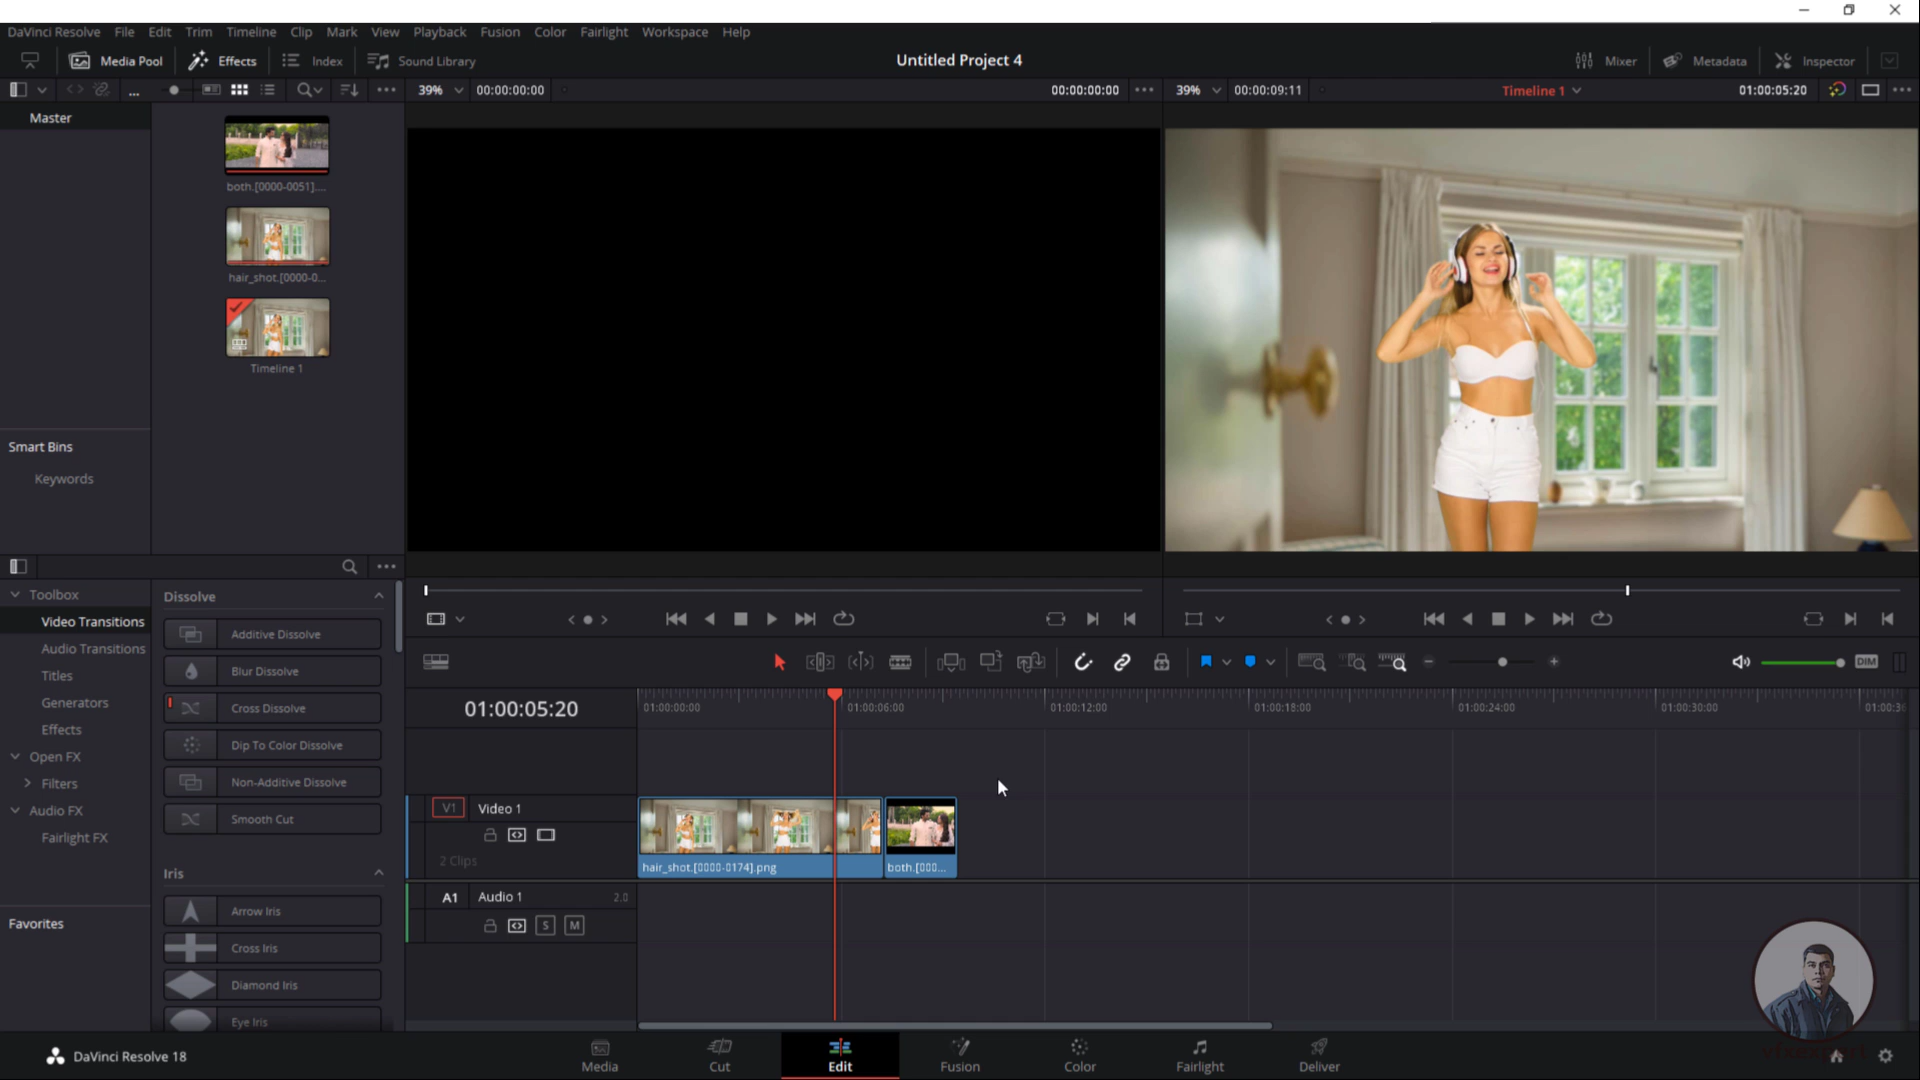 DaVinci Resolve File Edit Trim Timeline Clip Mark View Playback Fusion Color Fairlight Workspace Help
Media Pool Effects Index Sound Library Untitled Project 4 Mixer Metadata Inspector
... 39% 00:00:00:00 00:00:00:00 39% 00:00:09:11 Timeline 1 01:00:05:20
Master
both.[0000-0051]....
hair_shot.[0000-0...
Timeline 1
Smart Bins
Keywords
Toolbox
Video Transitions
Audio Transitions
Titles
Generators
Effects
Open FX
Filters
Audio FX
Fairlight FX
Favorites
Dissolve
Additive Dissolve
Blur Dissolve
Cross Dissolve
Dip To Color Dissolve
Non-Additive Dissolve
Smooth Cut
Iris
Arrow Iris
Cross Iris
Diamond Iris
Eye Iris
DIM
01:00:05:20 01:00:00:00 01:00:06:00 01:00:12:00 01:00:18:00 01:00:24:00 01:00:30:00 01:00:3
V1 Video 1
2 Clips
hair_shot.[0000-0174].png both.[000...
A1 Audio 1 2.0
S M
DaVinci Resolve 18 Media Cut Edit Fusion Color Fairlight Deliver